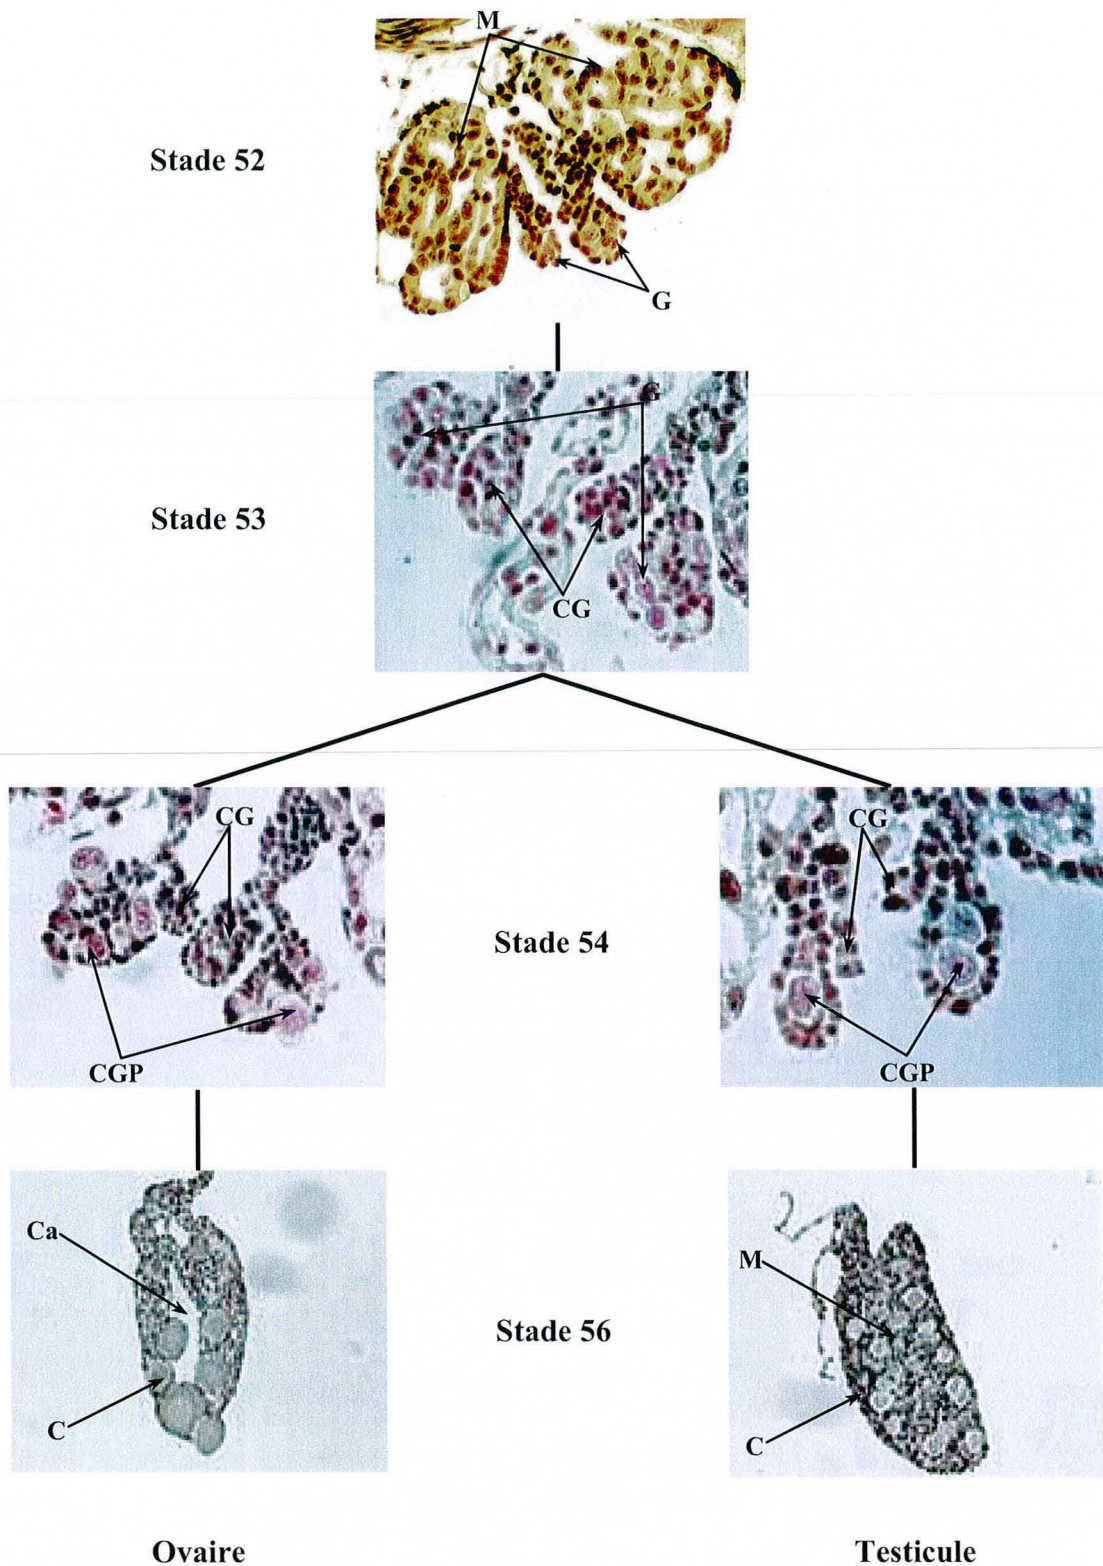 M
Stade 52
G
G
Stade 53
CG
CG
CG
Stade 54
CGP
CGP
Ca
M
Stade 56
C
C
Ovaire
Testicule